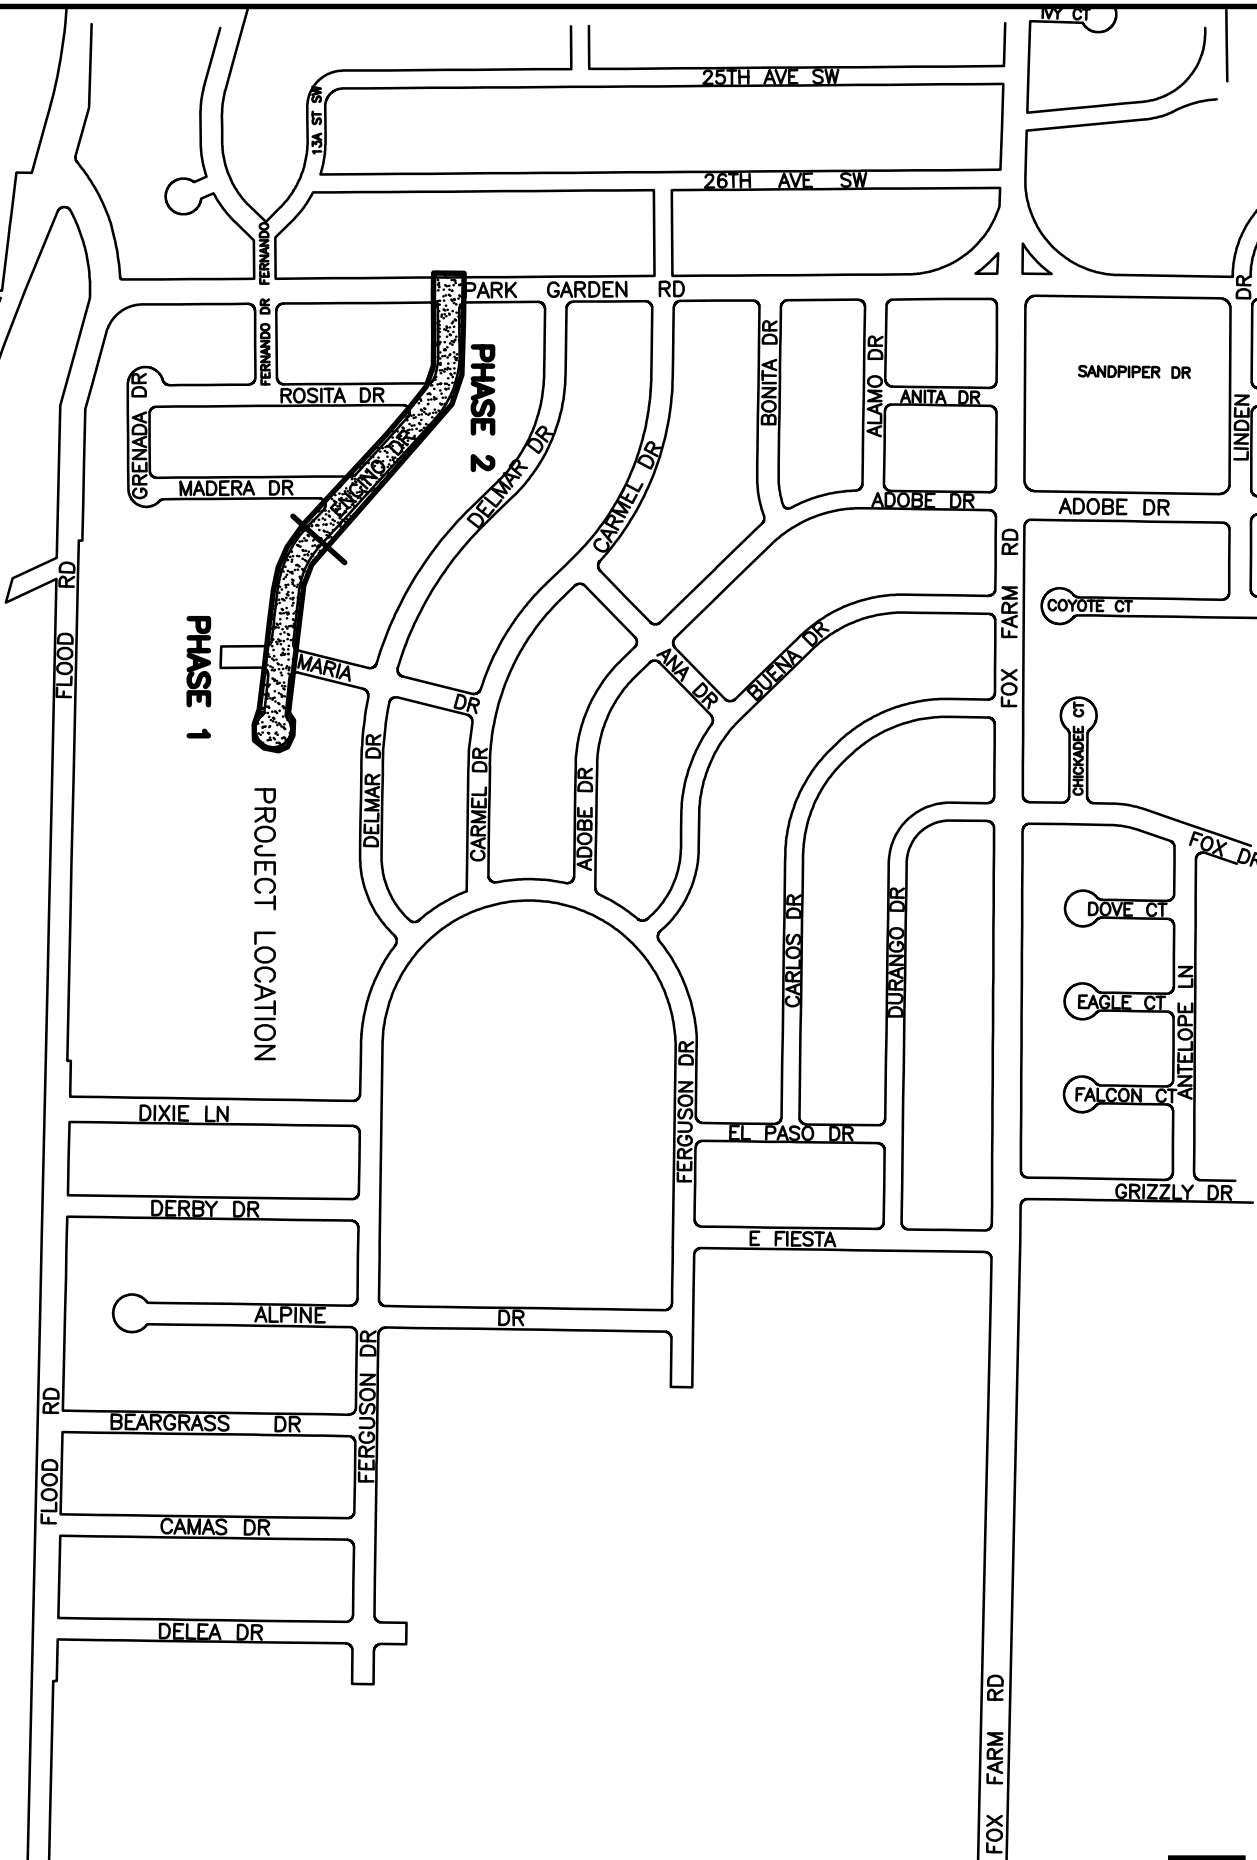 IVY CT
25TH AVE SW
13A ST SW
26TH AVE SW
FERNANDO
PARK GARDEN RD
DR
FERNANDO DR
BONITA DR
ALAMO DR
SANDPIPER DR
PHASE 2
GRENADA DR
ROSITA DR
ANITA DR
LINDEN
ENCINO DR
DELMAR DR
CARMEL DR
MADERA DR
ADOBE DR
ADOBE DR
FLOOD RD
FOX FARM RD
COYOTE CT
PHASE 1
MARIA
DR
ANA DR
BUENA DR
CHICKADEE CT
DELMAR DR
CARMEL DR
ADOBE DR
PROJECT LOCATION
FOX DR
DOVE CT
CARLOS DR
DURANGO DR
EAGLE CT
ANTELOPE LN
FALCON CT
DIXIE LN
FERGUSON DR
EL PASO DR
GRIZZLY DR
DERBY DR
E FIESTA
ALPINE
DR
FERGUSON DR
BEARGRASS DR
FLOOD RD
CAMAS DR
DELEA DR
FOX FARM RD